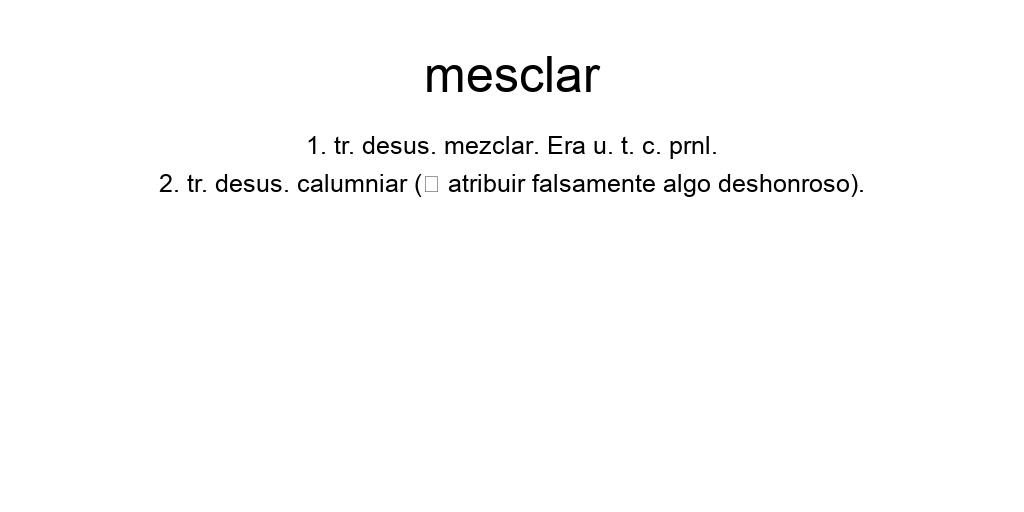 mesclar
1. tr. desus. mezclar. Era u. t. c. prnl.
2. tr. desus. calumniar (□ atribuir falsamente algo deshonroso).